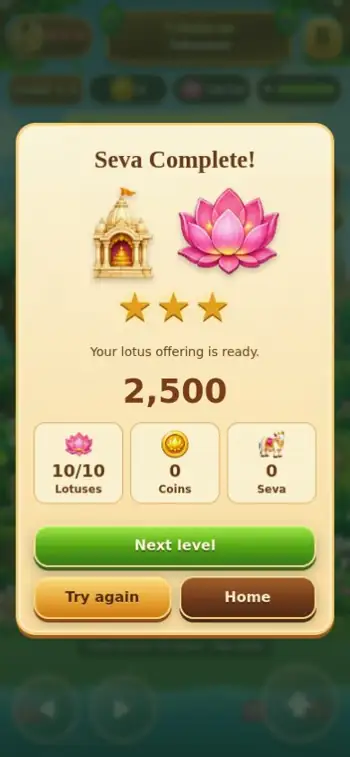 Seva Complete!
Your lotus offering is ready.
2,500
10/10
Lotuses
0
Coins
0
Seva
Next level
Try again
Home